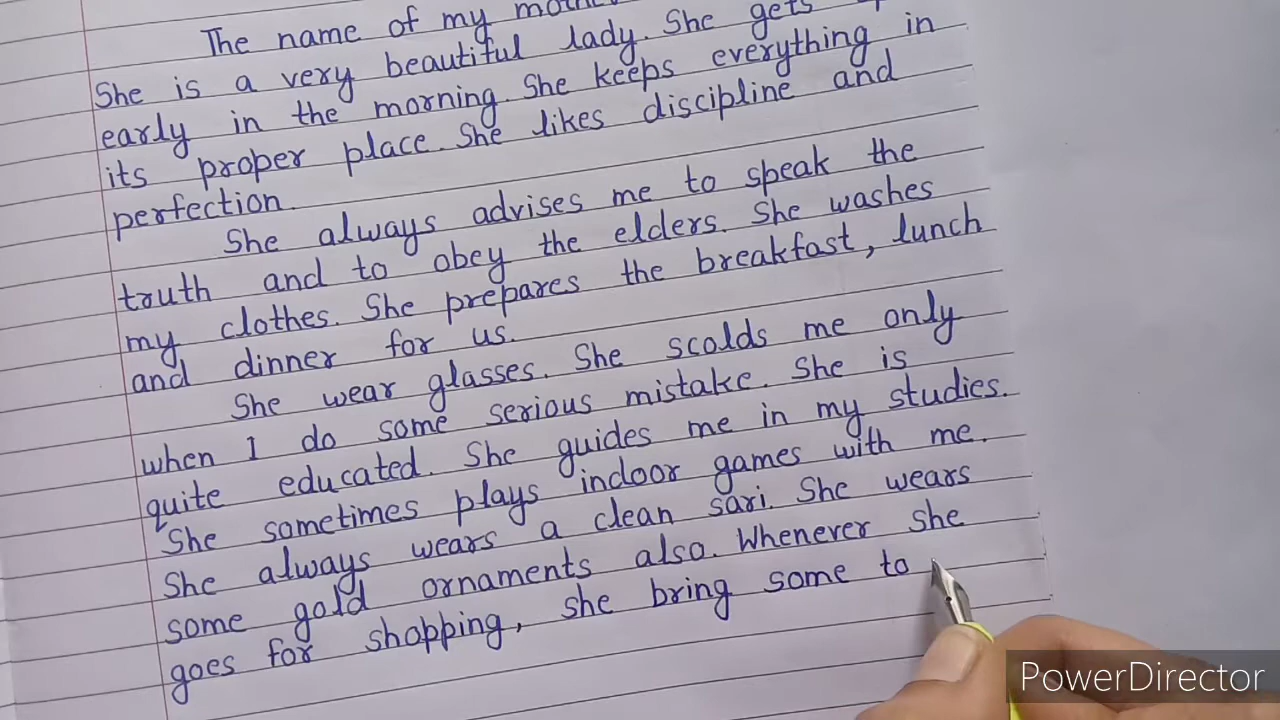 The name of my
She is a very beautiful lady. She gets
early in the morning. She keeps everything in
its proper place. She likes discipline and
perfection.
She always advises me to speak the
truth and to obey the elders. She washes
my clothes. She prepares the breakfast, lunch
and dinner for us.
She wear glasses. She scolds me only
when I do some serious mistake. She is
quite educated. She guides me in my studies.
She sometimes plays indoor games with me.
She always wears a clean sari. She wears
some gold ornaments also. Whenever she
goes for shopping, she bring some to
PowerDirector